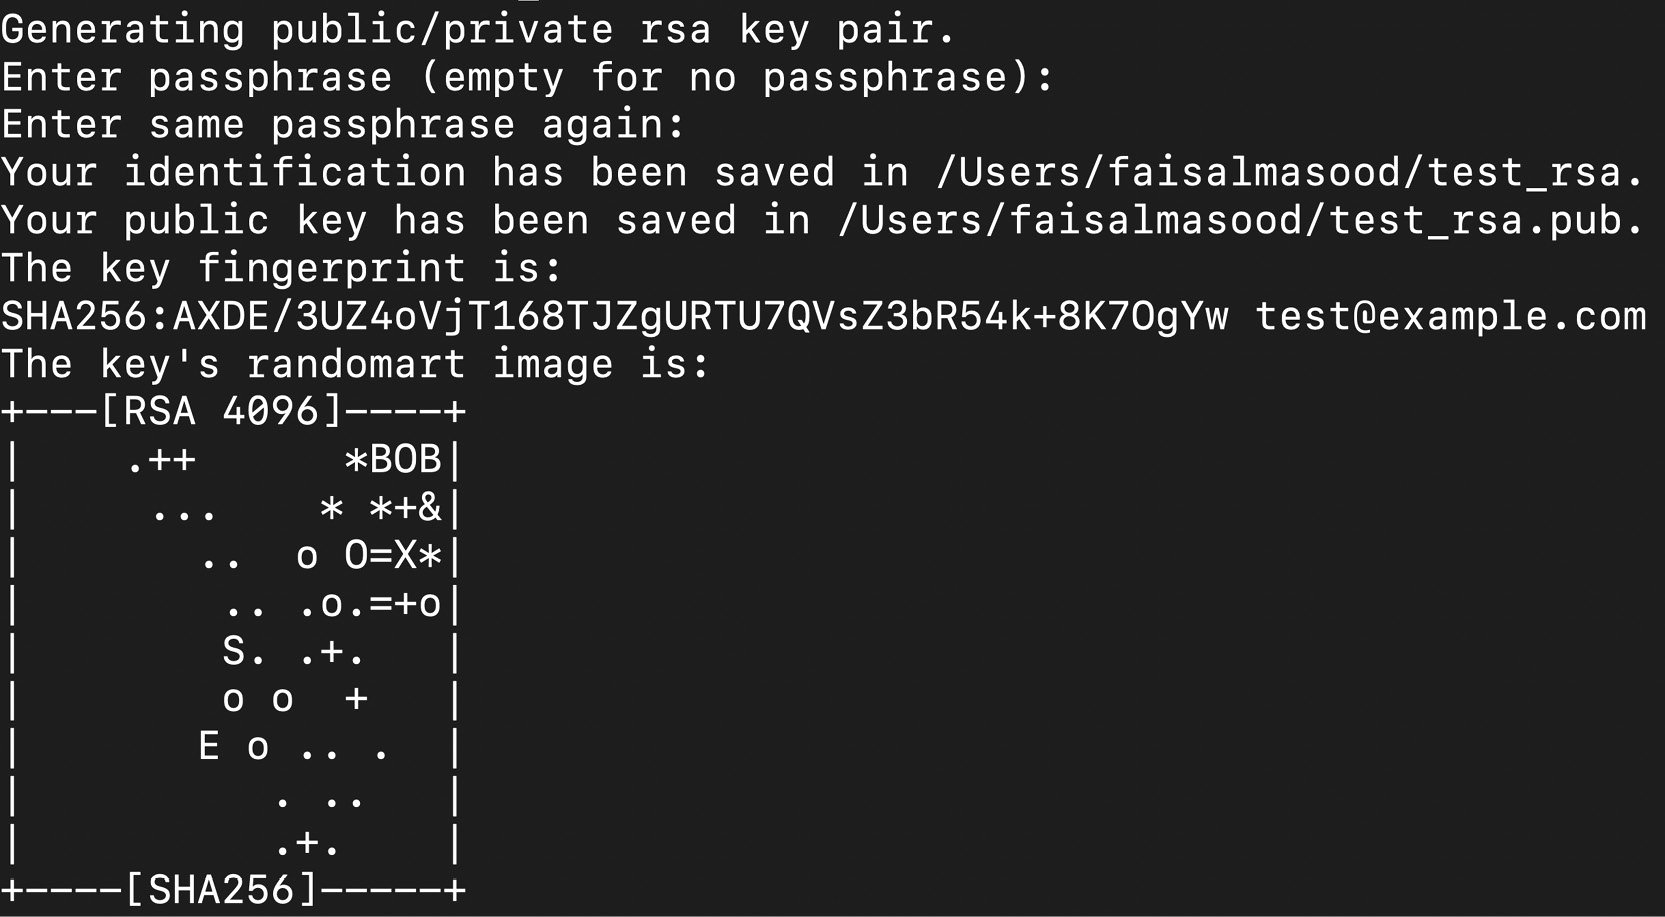 Generating public/private rsa key pair.
Enter passphrase (empty for no passphrase):
Enter same passphrase again:
Your identification has been saved in /Users/faisalmasood/test_rsa.
Your public key has been saved in /Users/faisalmasood/test_rsa.pub.
The key fingerprint is:
SHA256:AXDE/3UZ4oVjT168TJZgURTU7QVsZ3bR54k+8K7OgYw test@example.com
The key's randomart image is:
+---[RSA 4096]----+
|    .++      *BOB|
|     ...    * *+&|
|       ..  o O=X*|
|        .. .o.=+o|
|        S. .+.   |
|        o o  +   |
|       E o .. .  |
|          . ..   |
|          .+.    |
+----[SHA256]-----+